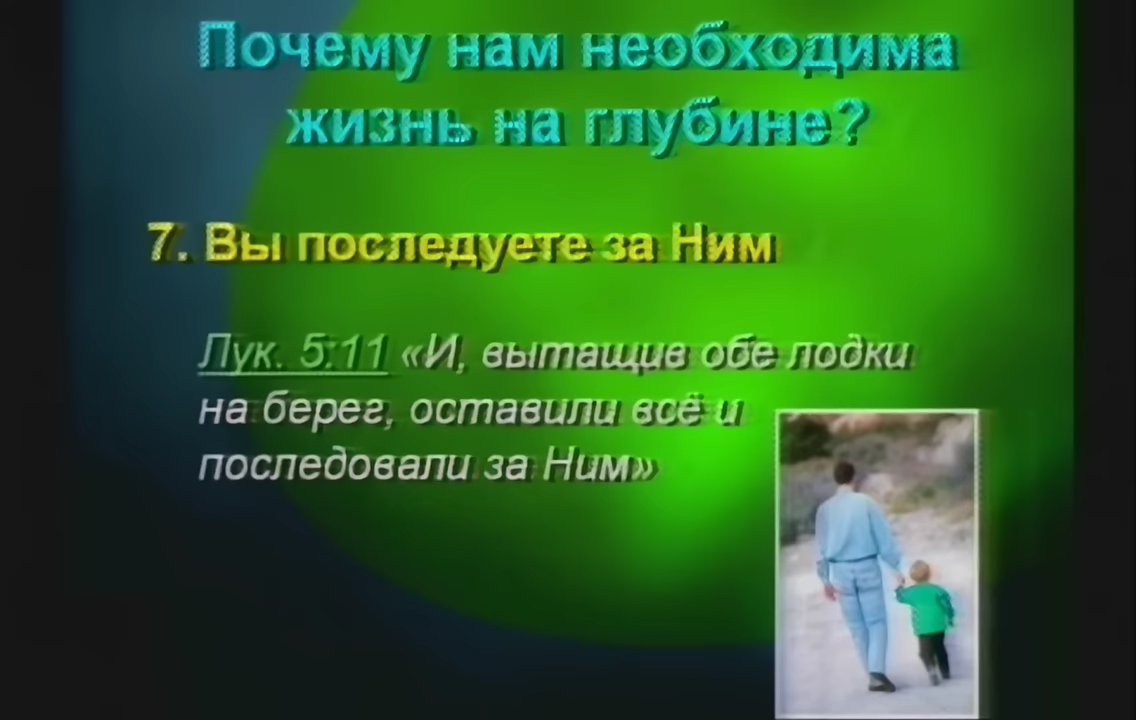 Почему нам необходима
жизнь на глубине?
7. Вы последуете за Ним
Лук. 5:11 «И, вытащив обе лодки
на берег, оставили всё и
последовали за Ним»